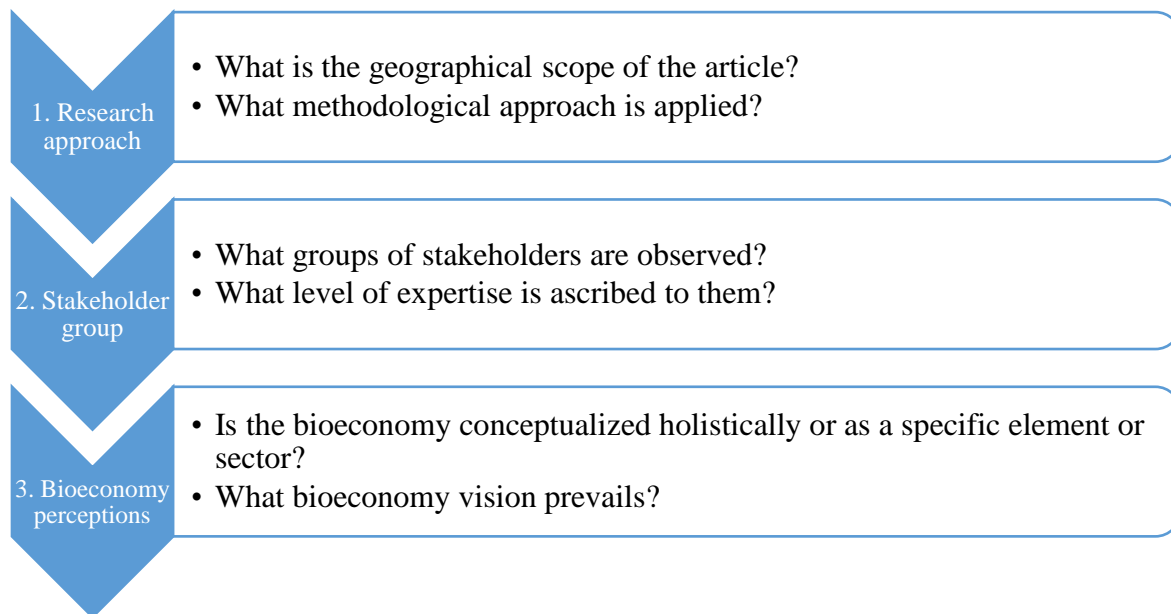 1. Research
approach
• What is the geographical scope of the article?
• What methodological approach is applied?
2. Stakeholder
group
• What groups of stakeholders are observed?
• What level of expertise is ascribed to them?
3. Bioeconomy
perceptions
• Is the bioeconomy conceptualized holistically or as a specific element or
sector?
• What bioeconomy vision prevails?